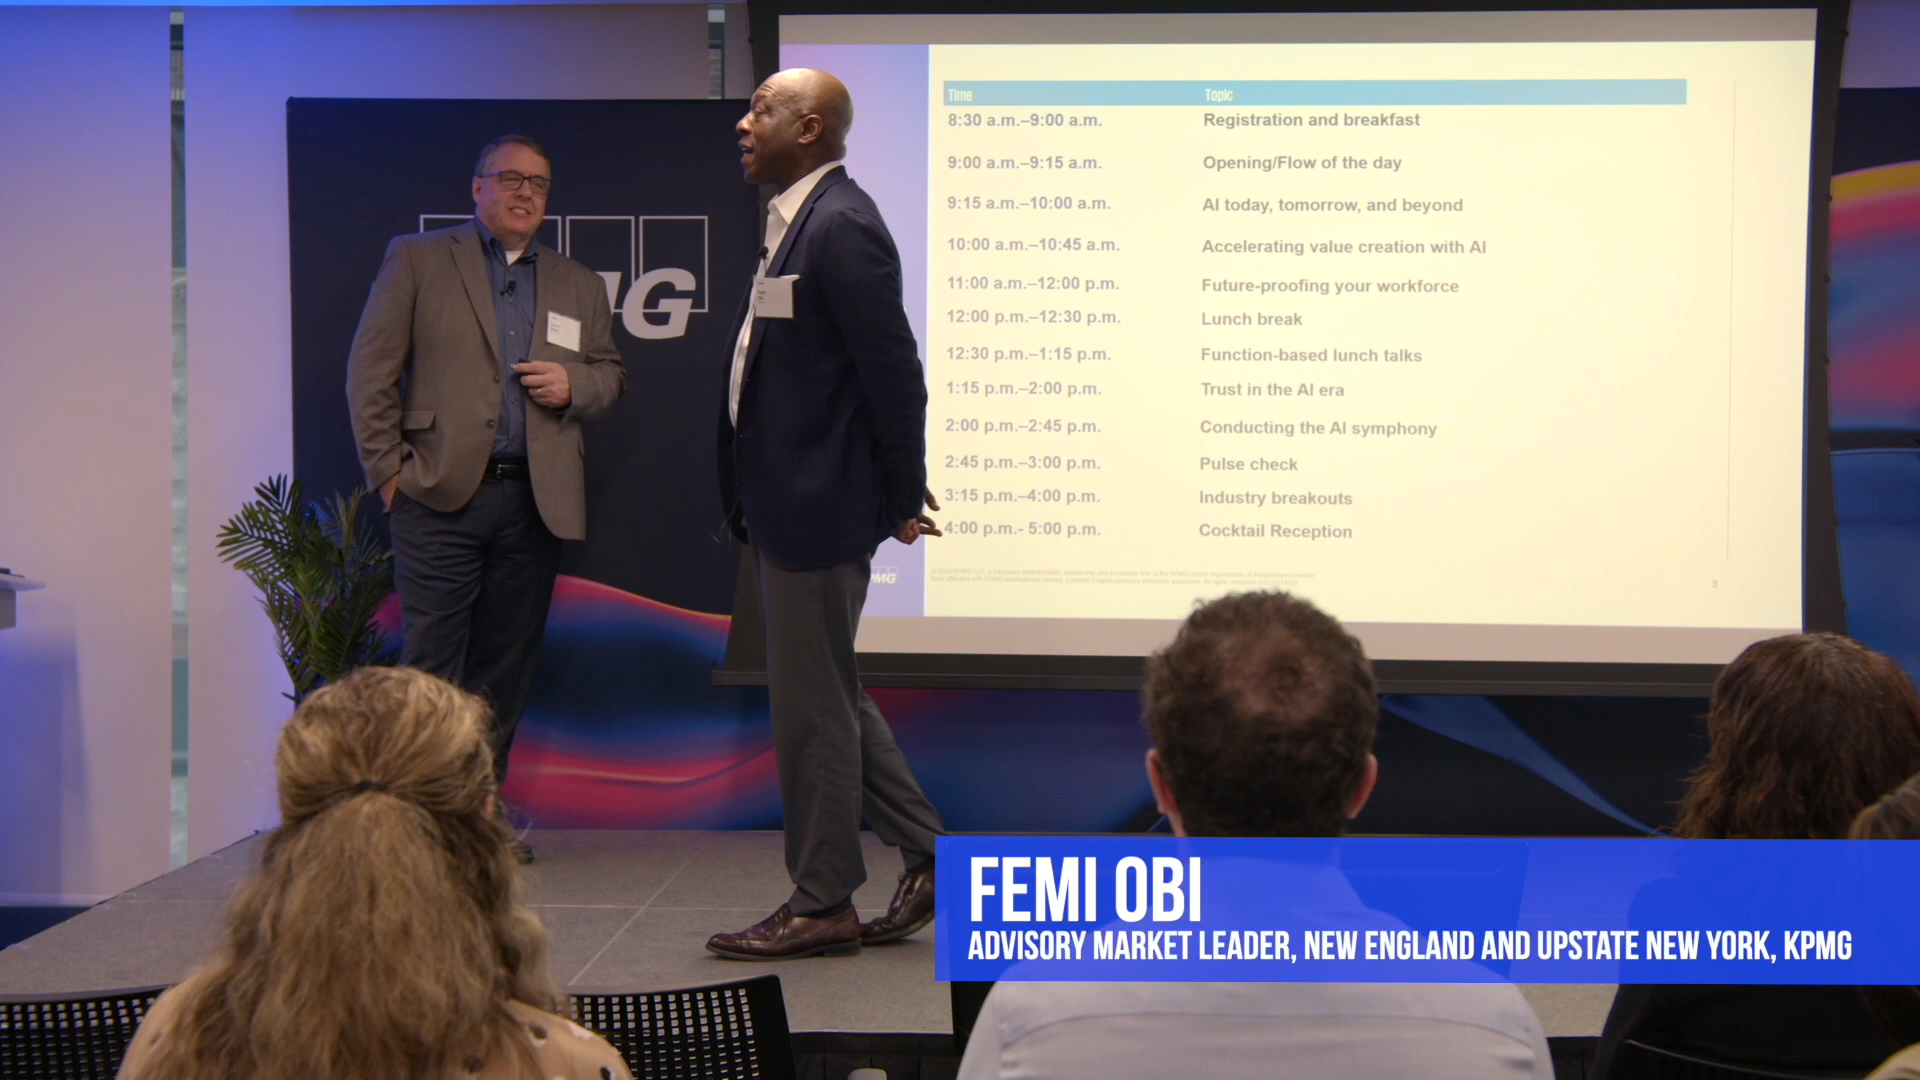 Time Topic
8:30 a.m.–9:00 a.m. Registration and breakfast
9:00 a.m.–9:15 a.m. Opening/Flow of the day
9:15 a.m.–10:00 a.m. AI today, tomorrow, and beyond
10:00 a.m.–10:45 a.m. Accelerating value creation with AI
11:00 a.m.–12:00 p.m. Future-proofing your workforce
12:00 p.m.–12:30 p.m. Lunch break
12:30 p.m.–1:15 p.m. Function-based lunch talks
1:15 p.m.–2:00 p.m. Trust in the AI era
2:00 p.m.–2:45 p.m. Conducting the AI symphony
2:45 p.m.–3:00 p.m. Pulse check
3:15 p.m.–4:00 p.m. Industry breakouts
4:00 p.m.- 5:00 p.m. Cocktail Reception
3
FEMI OBI
ADVISORY MARKET LEADER, NEW ENGLAND AND UPSTATE NEW YORK, KPMG